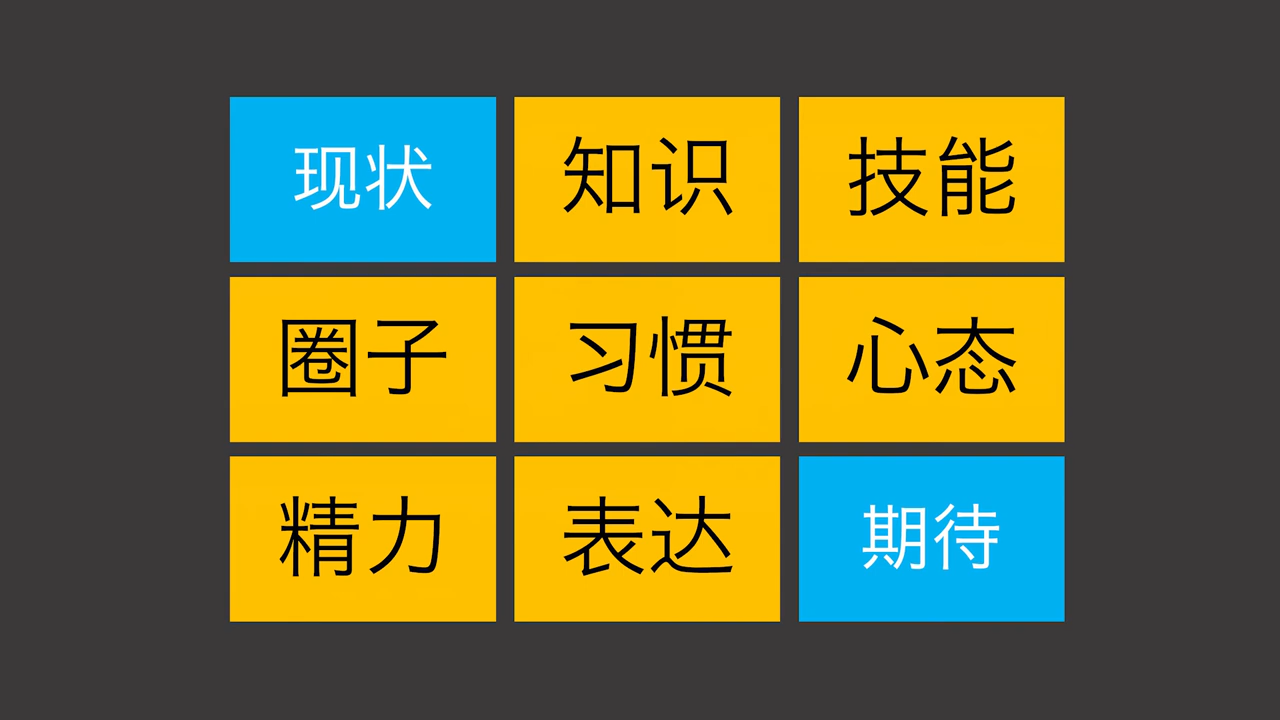 现状 知识 技能
圈子 习惯 心态
精力 表达 期待